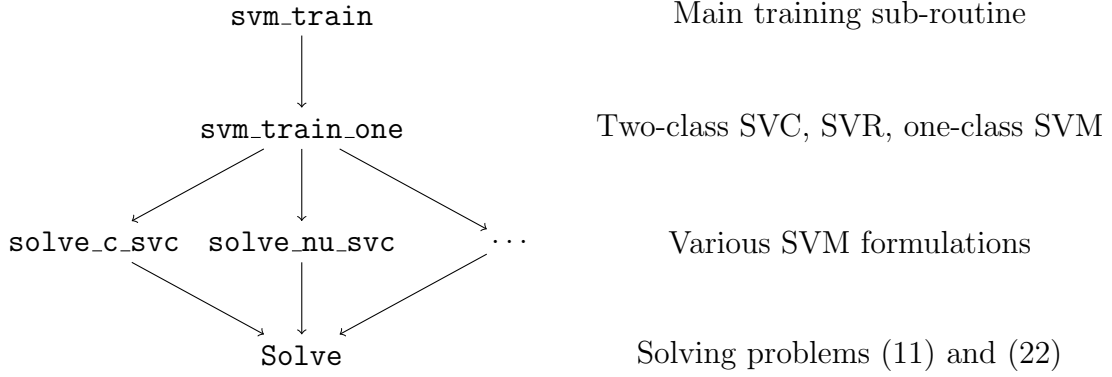 svm_train Main training sub-routine
svm_train_one Two-class SVC, SVR, one-class SVM
solve_c_svc solve_nu_svc ... Various SVM formulations
Solve Solving problems (11) and (22)